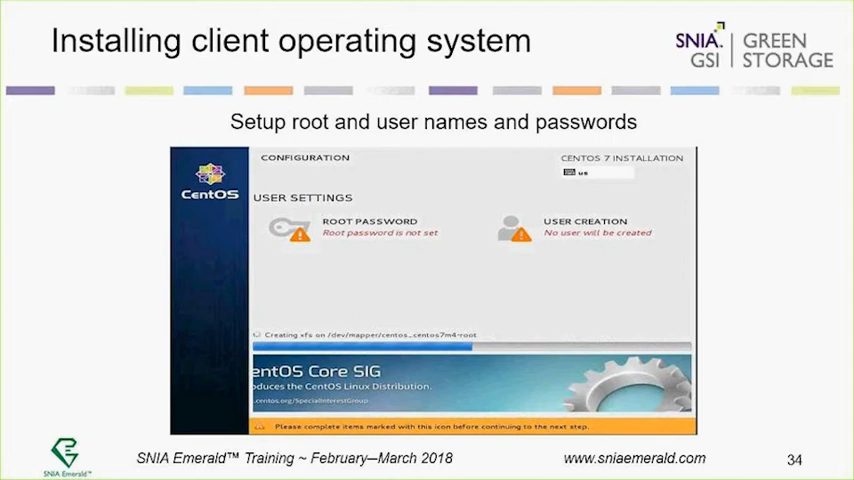 Installing client operating system
SNIA. GREEN
GSI STORAGE
Setup root and user names and passwords
CONFIGURATION
CENTOS 7 INSTALLATION
us
CentOS
USER SETTINGS
ROOT PASSWORD
Root password is not set
USER CREATION
No user will be created
Creating xfs on /dev/mapper/centos_centos7m4-root
entOS Core SIG
oduces the CentOS Linux Distribution.
.centos.org/SpecialInterestGroup
Please complete items marked with this icon before continuing to the next step.
SNIA Emerald™
SNIA Emerald™ Training ~ February—March 2018
www.sniaemerald.com
34